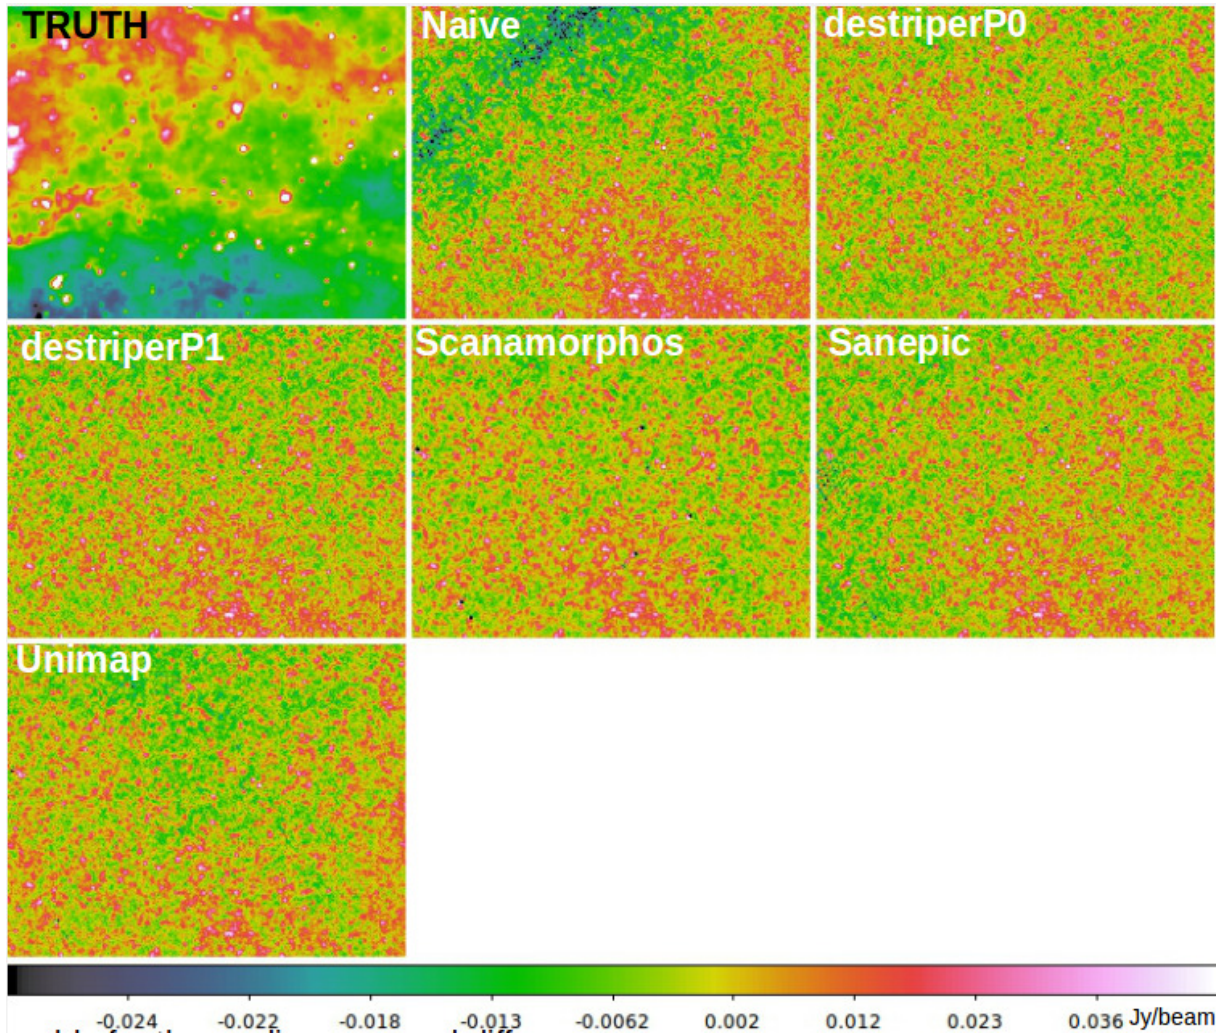 TRUTH
Naive
destriperP0
destriperP1
Scanamorphos
Sanepic
Unimap
-0.024 -0.022 -0.018 -0.013 -0.0062 0.002 0.012 0.023 0.036 Jy/beam